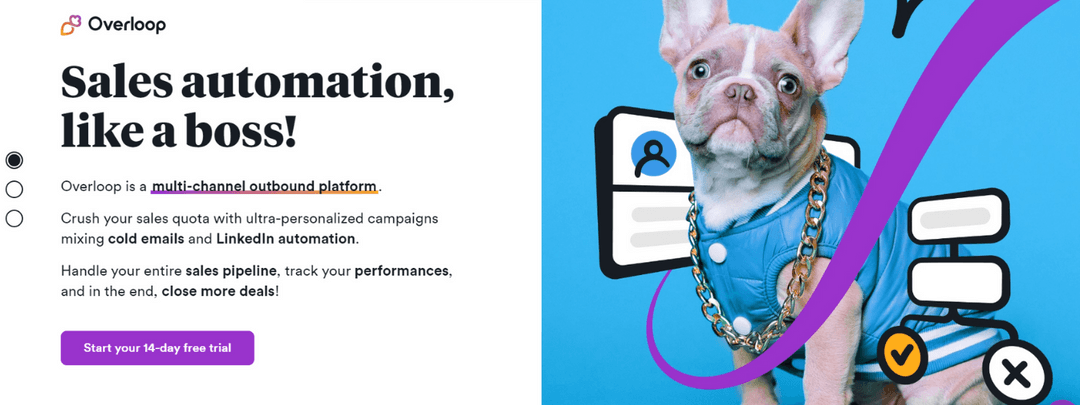 Overloop
Sales automation,
like a boss!
Overloop is a multi-channel outbound platform.
Crush your sales quota with ultra-personalized campaigns
mixing cold emails and LinkedIn automation.
Handle your entire sales pipeline, track your performances,
and in the end, close more deals!
Start your 14-day free trial